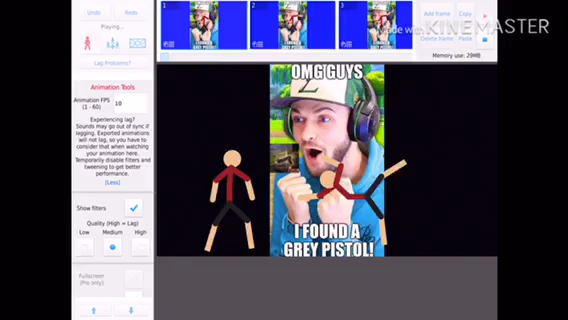 Undo Redo
1 2 3
Add frame Copy
Playing...
Made with KINEMASTER
Delete frame Paste
Lag Problems?
Memory use: 29MB
Animation Tools
Animation FPS
(1 - 60) 10
Experiencing lag?
Sounds may go out of sync if
lagging. Exported animations
will not lag, so you have to
consider that when watching
your animation here.
Temporarily disable filters and
tweening to get better
performance.
[Less]
Show filters
Quality (High = Lag)
Low Medium High
Fullscreen
(Pro only)
OMG GUYS
I FOUND A
GREY PISTOL!